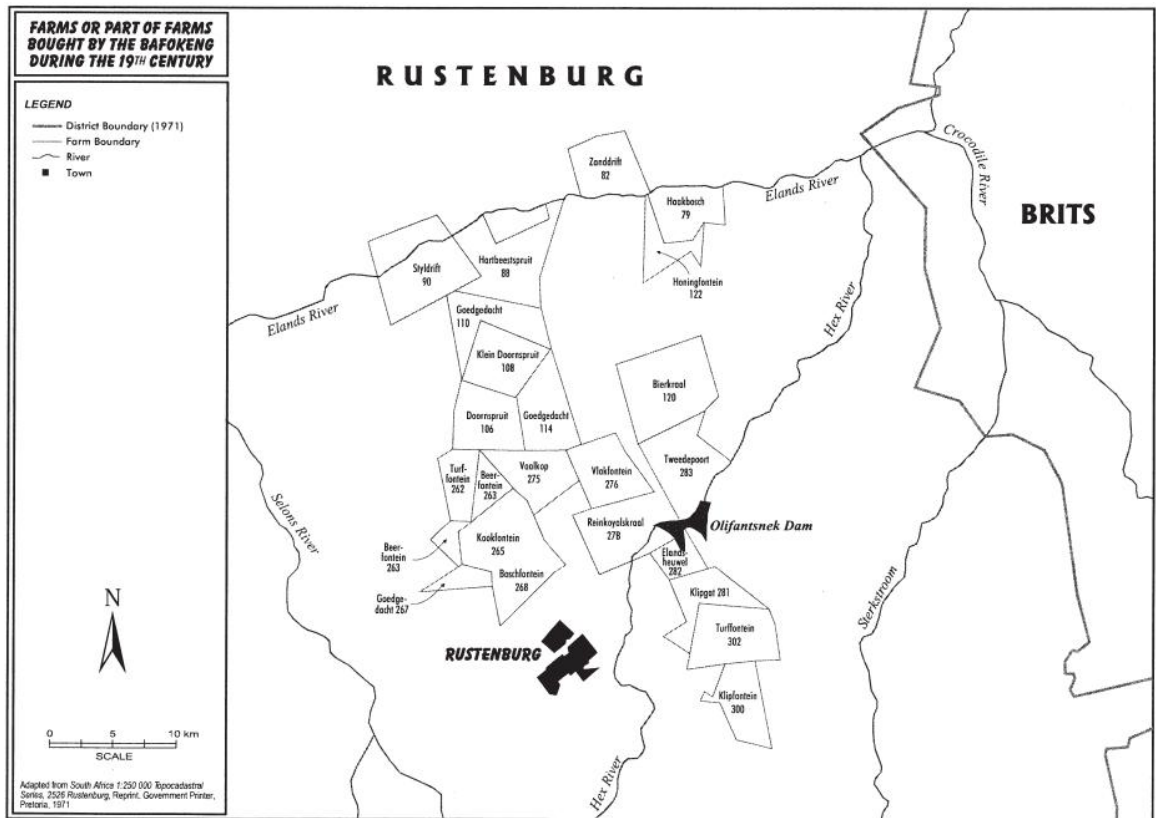 FARMS OR PART OF FARMS
BOUGHT BY THE BAFOKENG
DURING THE 19TH CENTURY
LEGEND
District Boundary (1971)
Farm Boundary
River
Town
N
0 5 10 km
SCALE
Adapted from South Africa 1:250 000 Topocadastral
Series, 2526 Rustenburg, Reprint. Government Printer,
Pretoria, 1971
RUSTENBURG
BRITS
Crocodile River
Elands River
Zanddrift
82
Haakbosch
79
Honingfontein
122
Hartbeestspruit
88
Styldrift
90
Elands River
Hex River
Goedgedacht
110
Klein Doornspruit
108
Bierkraal
120
Doornspruit
106
Goedgedacht
114
Turf-
fontein
262
Beer-
fontein
263
Vaalkop
275
Vlakfontein
276
Tweedepoort
283
Selons River
Reinkoyalskraal
278
Olifantsnek Dam
Kookfontein
265
Beer-
fontein
263
Elands-
heuwel
282
Boschfontein
268
Goedge-
dacht 267
Klipgat 281
Sterkstroom
Turffontein
302
RUSTENBURG
Klipfontein
300
Hex River